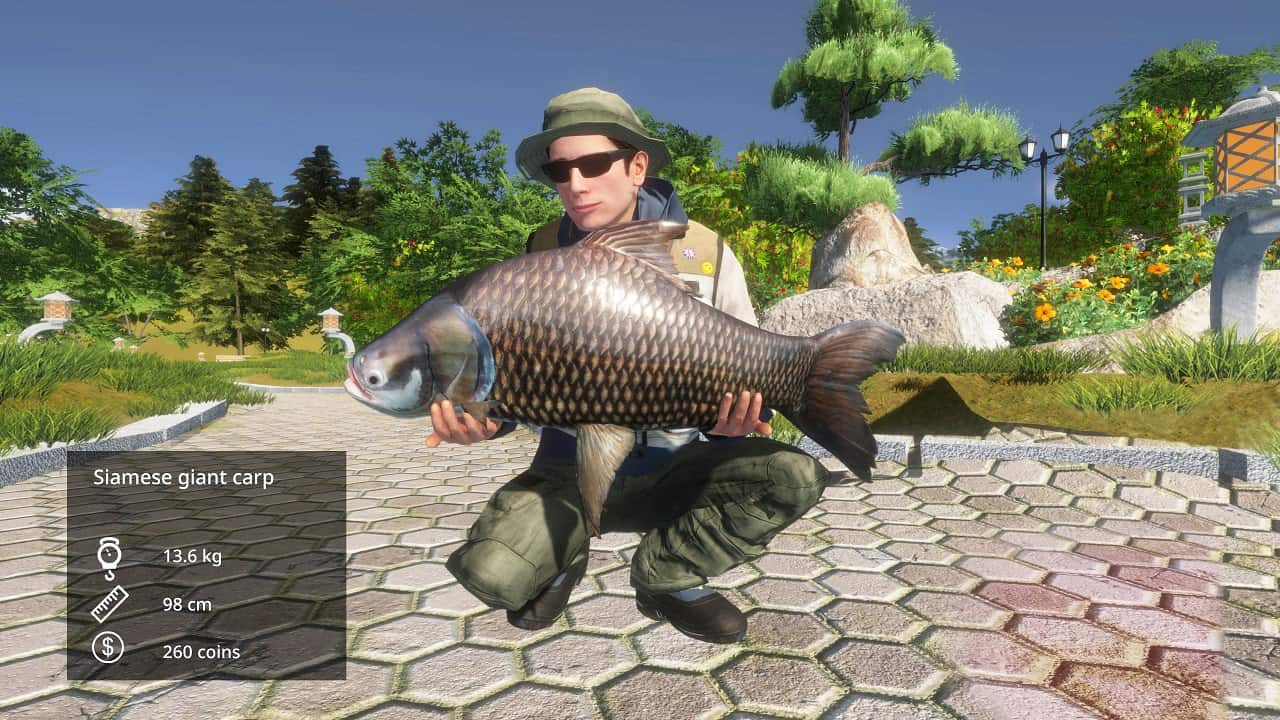 Siamese giant carp
13.6 kg
98 cm
260 coins